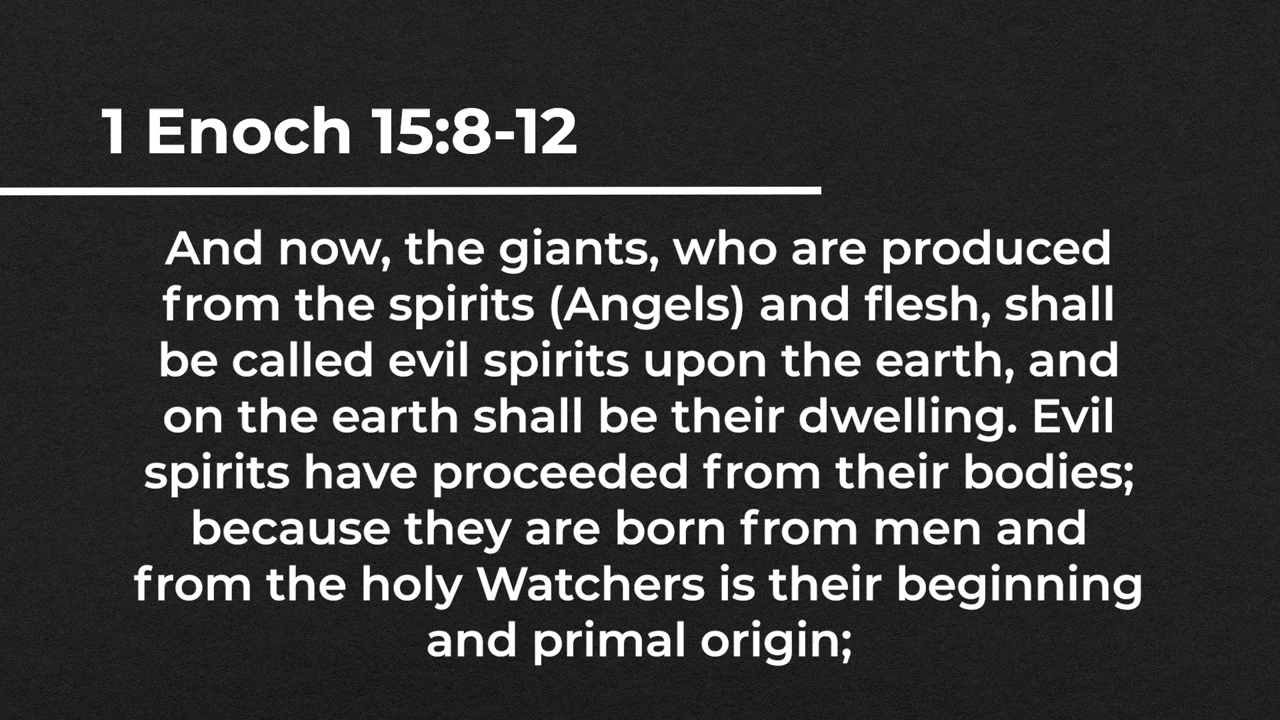 1 Enoch 15:8-12
And now, the giants, who are produced
from the spirits (Angels) and flesh, shall
be called evil spirits upon the earth, and
on the earth shall be their dwelling. Evil
spirits have proceeded from their bodies;
because they are born from men and
from the holy Watchers is their beginning
and primal origin;